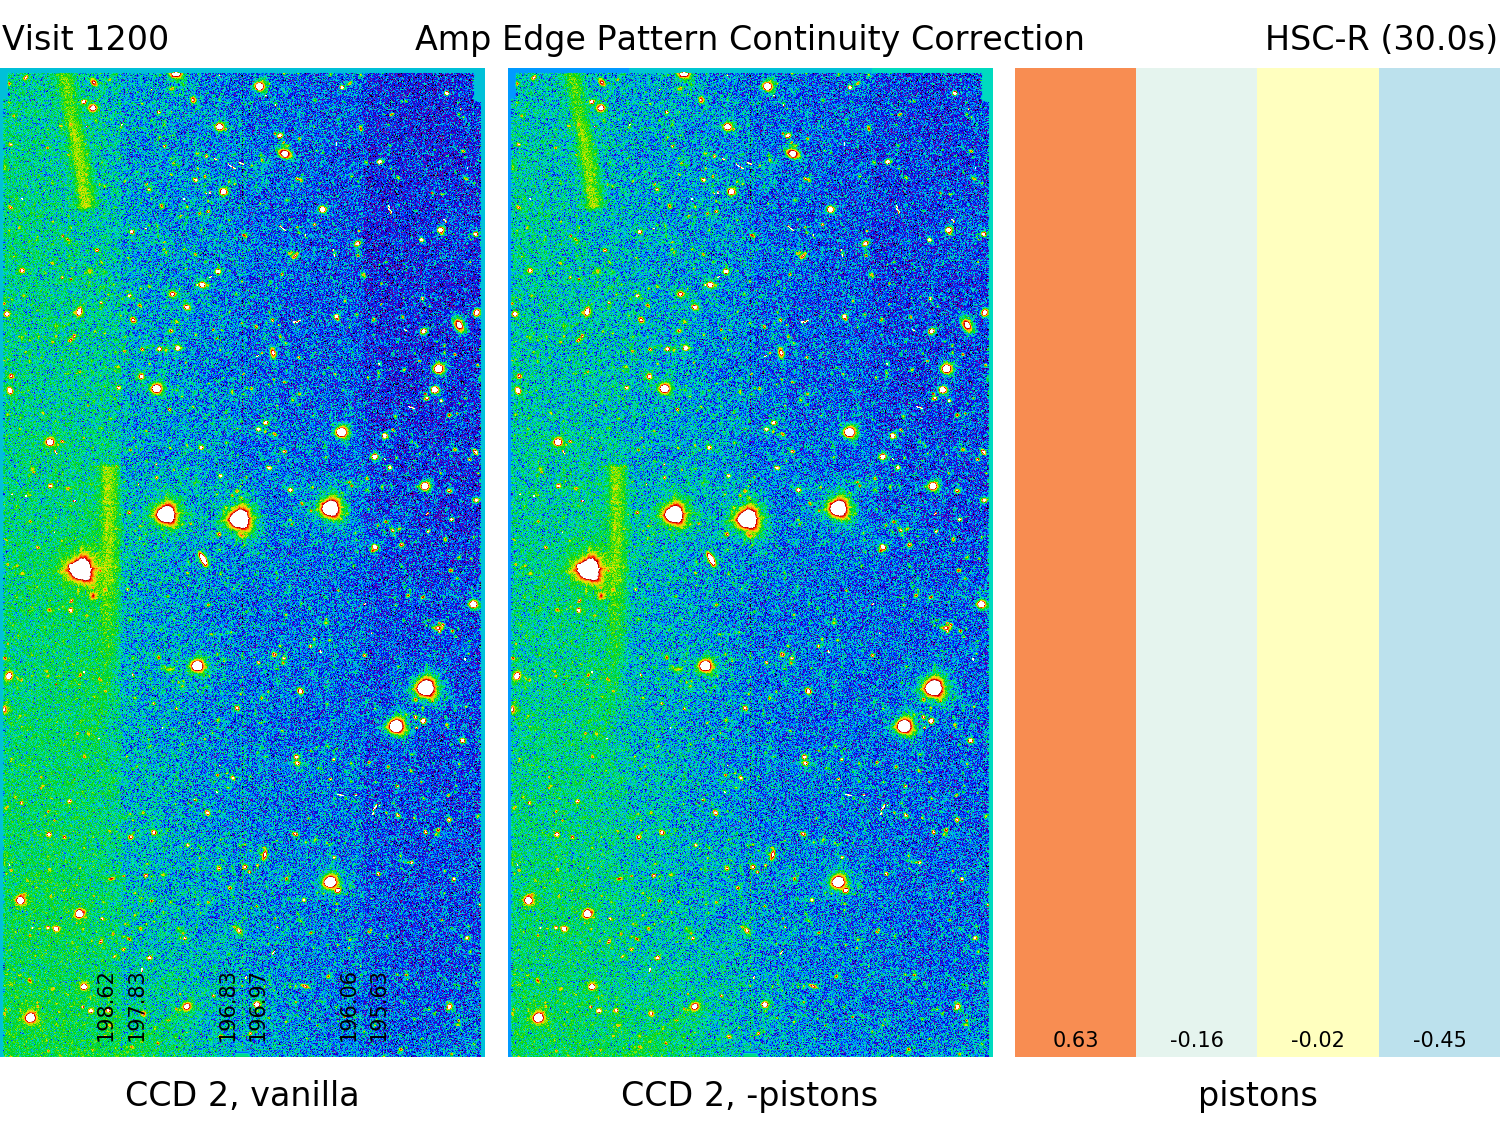 Visit 1200 Amp Edge Pattern Continuity Correction HSC-R (30.0s)
198.62
197.83
196.83
196.97
196.06
195.63
0.63 -0.16 -0.02 -0.45
CCD 2, vanilla CCD 2, -pistons pistons